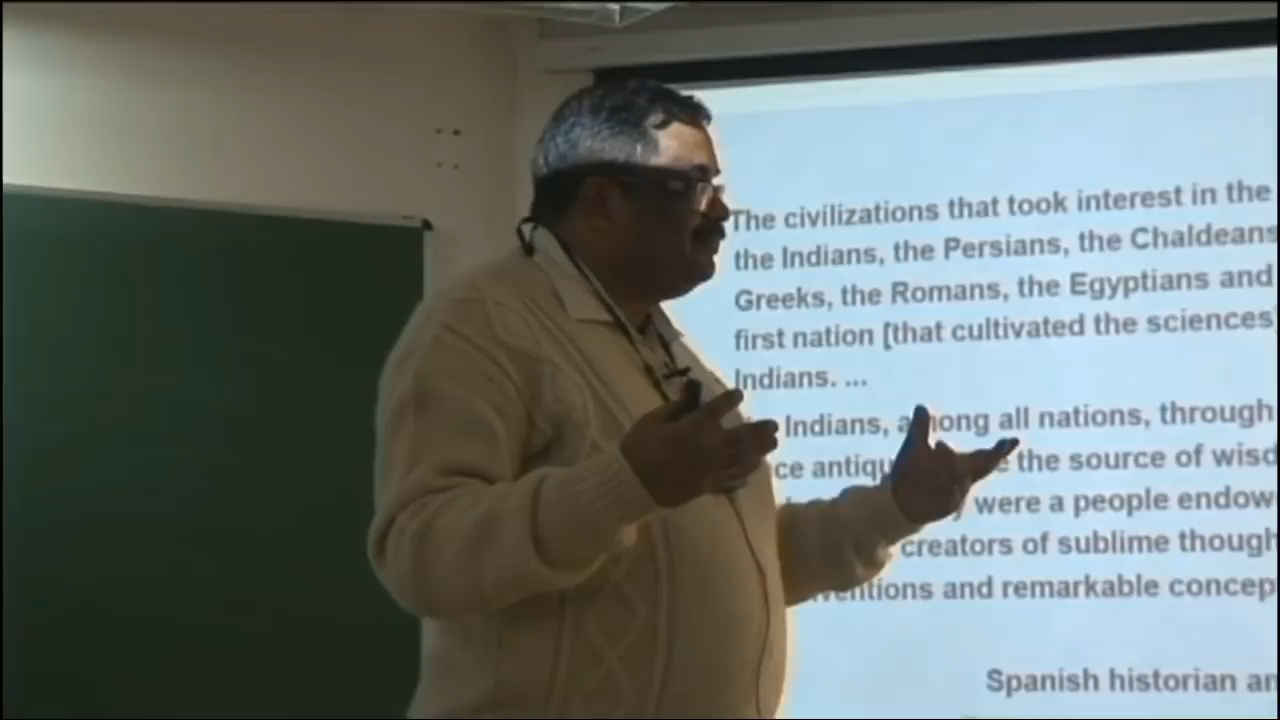 The civilizations that took interest in the
the Indians, the Persians, the Chaldeans
Greeks, the Romans, the Egyptians and
first nation [that cultivated the sciences
Indians. ...
Indians, among all nations, through
antiqu the source of wisd
were a people endow
creators of sublime though
and remarkable concep
Spanish historian an